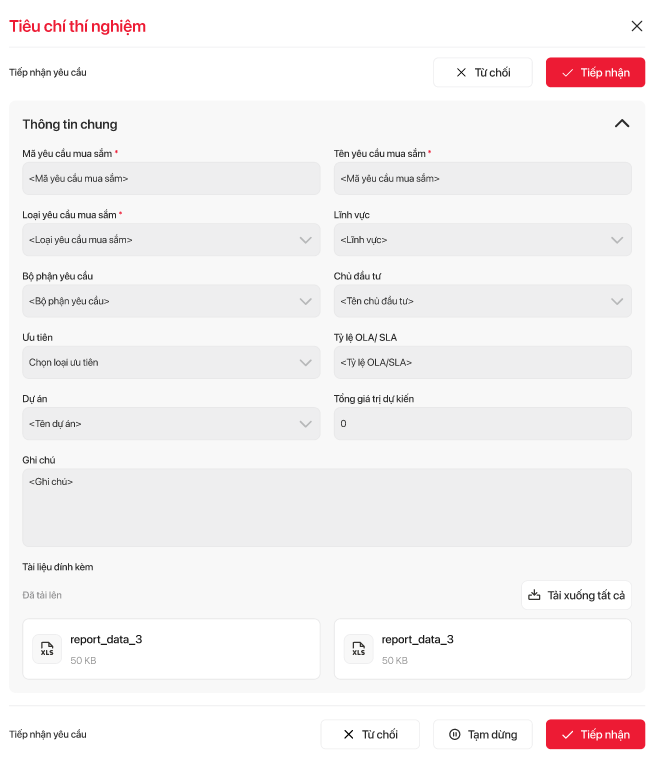 Tiêu chí thí nghiệm
Tiếp nhận yêu cầu
Từ chối
Tiếp nhận
Thông tin chung
Mã yêu cầu mua sắm *
Tên yêu cầu mua sắm *
<Mã yêu cầu mua sắm>
<Mã yêu cầu mua sắm>
Loại yêu cầu mua sắm *
Lĩnh vực
<Loại yêu cầu mua sắm>
<Lĩnh vực>
Bộ phận yêu cầu
Chủ đầu tư
<Bộ phận yêu cầu>
<Tên chủ đầu tư>
Ưu tiên
Tỷ lệ OLA/ SLA
Chọn loại ưu tiên
<Tỷ lệ OLA/SLA>
Dự án
Tổng giá trị dự kiến
<Tên dự án>
0
Ghi chú
<Ghi chú>
Tài liệu đính kèm
Đã tải lên
Tải xuống tất cả
XLS
report_data_3
50 KB
XLS
report_data_3
50 KB
Tiếp nhận yêu cầu
Từ chối
Tạm dừng
Tiếp nhận